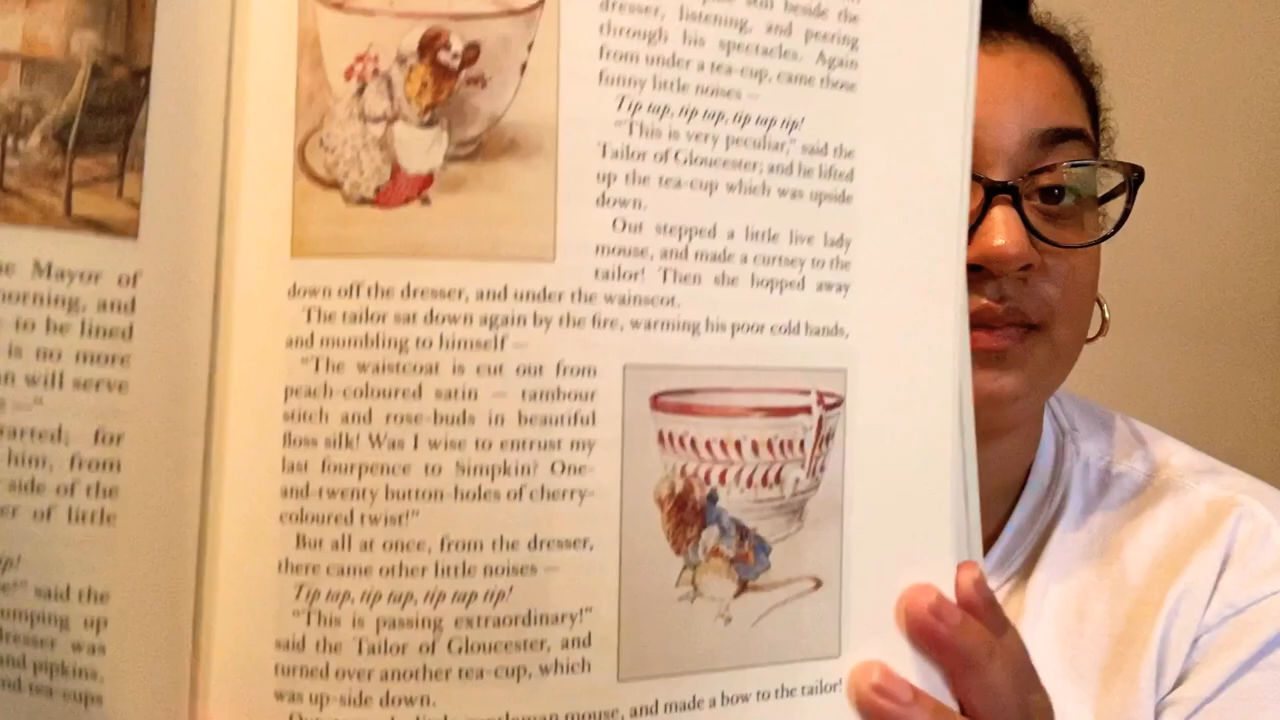 e Mayor of
orning, and
to be lined
is no more
n will serve
for
him, from
side of the
er of little
said the
umping up
dresser was
and pipkins,
nd tea-cups
still beside the
dresser, listening, and peering
through his spectacles. Again
from under a tea-cup, came those
funny little noises —
Tip tap, tip tap, tip tap tip!
"This is very peculiar," said the
Tailor of Gloucester; and he lifted
up the tea-cup which was upside
down.
Out stepped a little live lady
mouse, and made a curtsey to the
tailor! Then she hopped away
down off the dresser, and under the wainscot.
The tailor sat down again by the fire, warming his poor cold hands,
and mumbling to himself —
"The waistcoat is cut out from
peach-coloured satin — tambour
stitch and rose-buds in beautiful
floss silk! Was I wise to entrust my
last fourpence to Simpkin? One-
and-twenty button-holes of cherry-
coloured twist!"
But all at once, from the dresser,
there came other little noises —
Tip tap, tip tap, tip tap tip!
"This is passing extraordinary!"
said the Tailor of Gloucester, and
turned over another tea-cup, which
was up-side down.
gentleman mouse, and made a bow to the tailor!